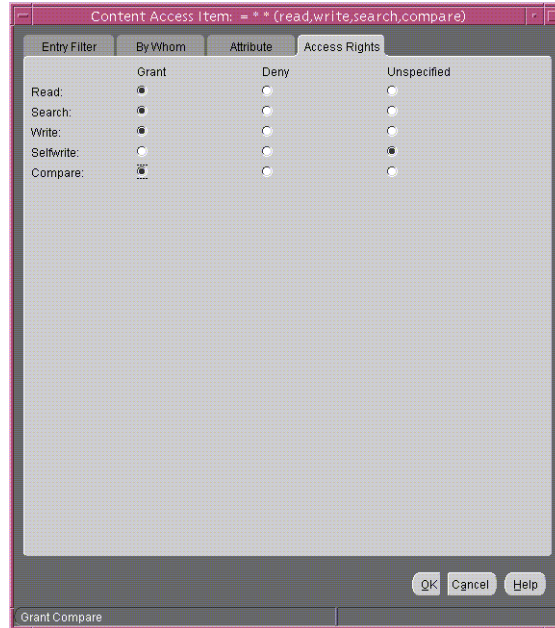 Content Access Item: = * * (read,write,search,compare)
Entry Filter By Whom Attribute Access Rights
Grant Deny Unspecified
Read:
Search:
Write:
Selfwrite:
Compare:
OK Cancel Help
Grant Compare